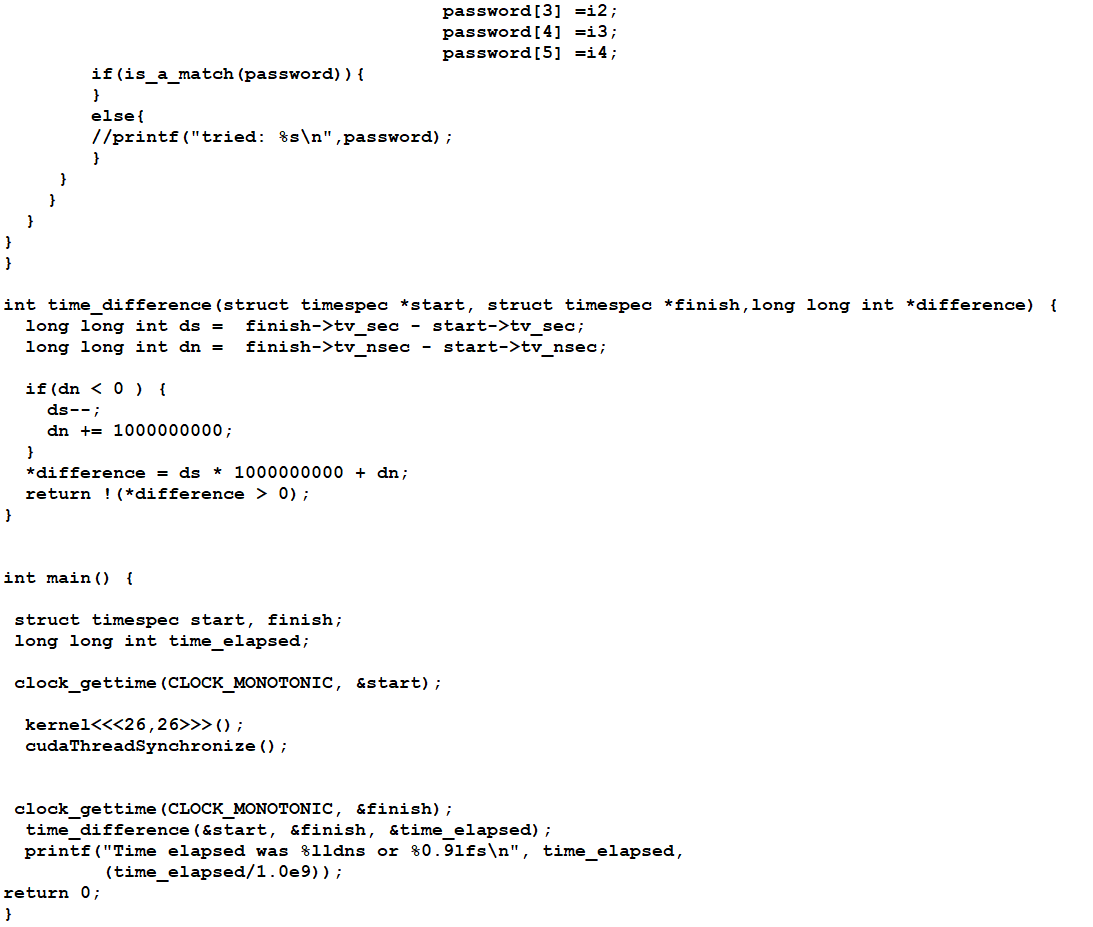 password[3] =i2;
password[4] =i3;
password[5] =i4;
if(is_a_match(password)){
}
else{
//printf("tried: %s\n",password);
}
}
}
}
}
}
int time_difference(struct timespec *start, struct timespec *finish,long long int *difference) {
long long int ds =  finish->tv_sec - start->tv_sec;
long long int dn =  finish->tv_nsec - start->tv_nsec;
if(dn < 0 ) {
ds--;
dn += 1000000000;
}
*difference = ds * 1000000000 + dn;
return !(*difference > 0);
}
int main() {
struct timespec start, finish;
long long int time_elapsed;
clock_gettime(CLOCK_MONOTONIC, &start);
kernel<<<26,26>>>();
cudaThreadSynchronize();
clock_gettime(CLOCK_MONOTONIC, &finish);
time_difference(&start, &finish, &time_elapsed);
printf("Time elapsed was %lldns or %0.9lfs\n", time_elapsed,
(time_elapsed/1.0e9));
return 0;
}